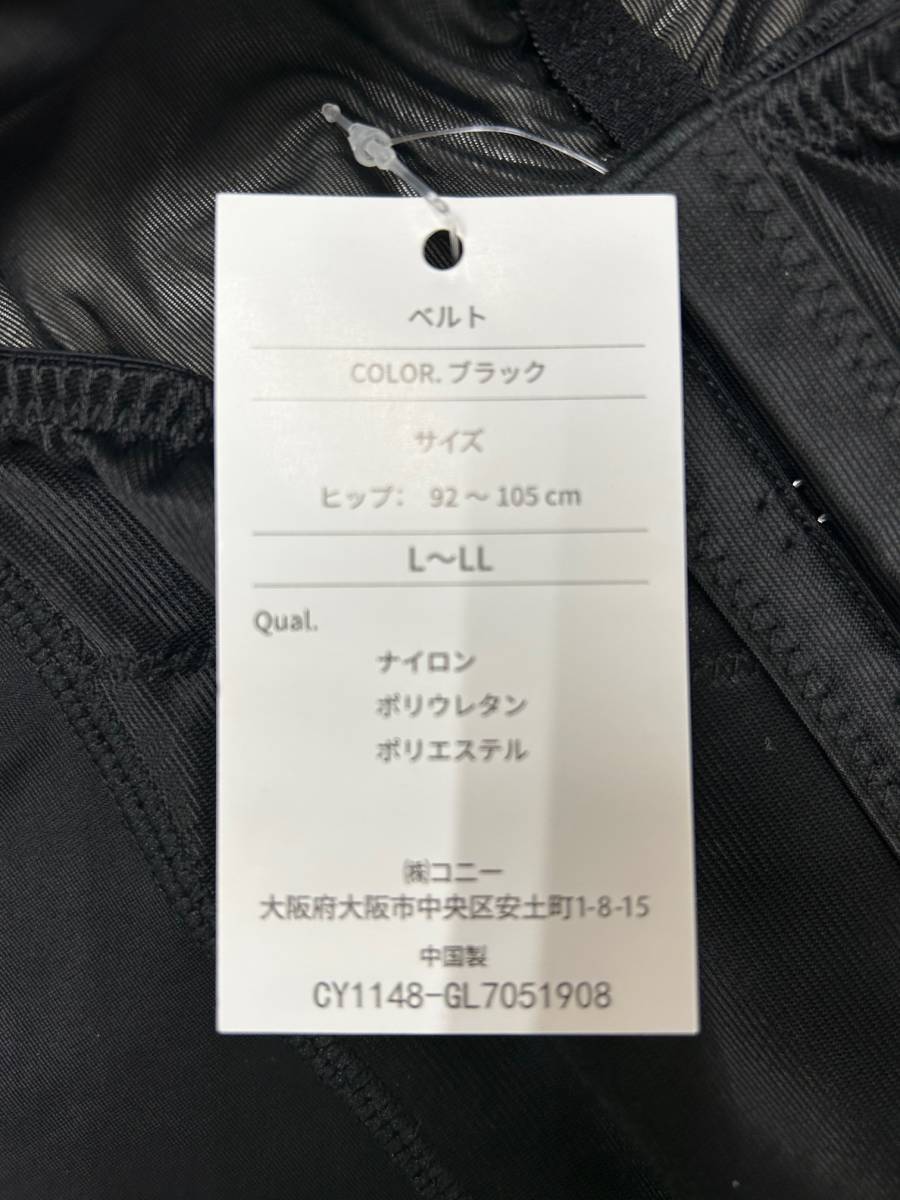 ベルト
COLOR. ブラック
サイズ
ヒップ： 92 ～ 105 cm
L～LL
Qual.
ナイロン
ポリウレタン
ポリエステル
㈱コニー
大阪府大阪市中央区安土町1-8-15
中国製
CY1148-GL7051908